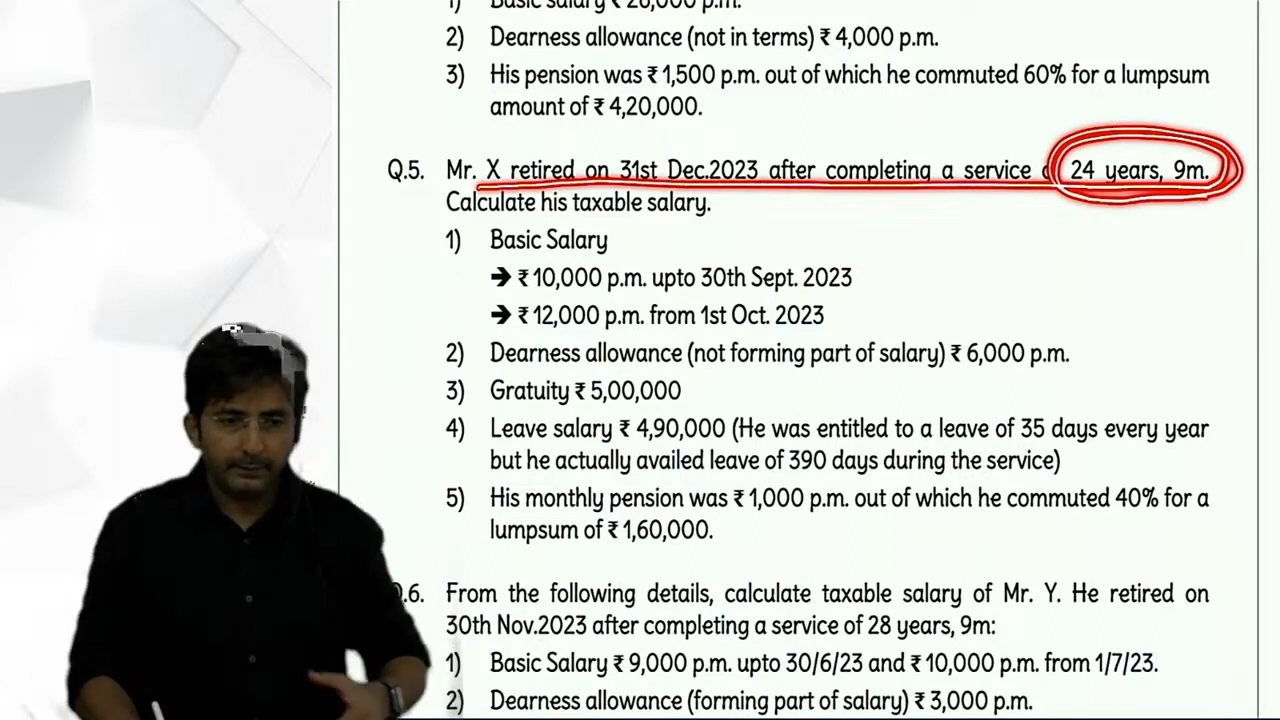 1) Basic salary ₹ 28,000 p.m.
2) Dearness allowance (not in terms) ₹ 4,000 p.m.
3) His pension was ₹ 1,500 p.m. out of which he commuted 60% for a lumpsum
amount of ₹ 4,20,000.
Q.5. Mr. X retired on 31st Dec.2023 after completing a service 24 years, 9m.
Calculate his taxable salary.
1) Basic Salary
➔ ₹ 10,000 p.m. upto 30th Sept. 2023
➔ ₹ 12,000 p.m. from 1st Oct. 2023
2) Dearness allowance (not forming part of salary) ₹ 6,000 p.m.
3) Gratuity ₹ 5,00,000
4) Leave salary ₹ 4,90,000 (He was entitled to a leave of 35 days every year
but he actually availed leave of 390 days during the service)
5) His monthly pension was ₹ 1,000 p.m. out of which he commuted 40% for a
lumpsum of ₹ 1,60,000.
Q.6. From the following details, calculate taxable salary of Mr. Y. He retired on
30th Nov.2023 after completing a service of 28 years, 9m:
1) Basic Salary ₹ 9,000 p.m. upto 30/6/23 and ₹ 10,000 p.m. from 1/7/23.
2) Dearness allowance (forming part of salary) ₹ 3,000 p.m.